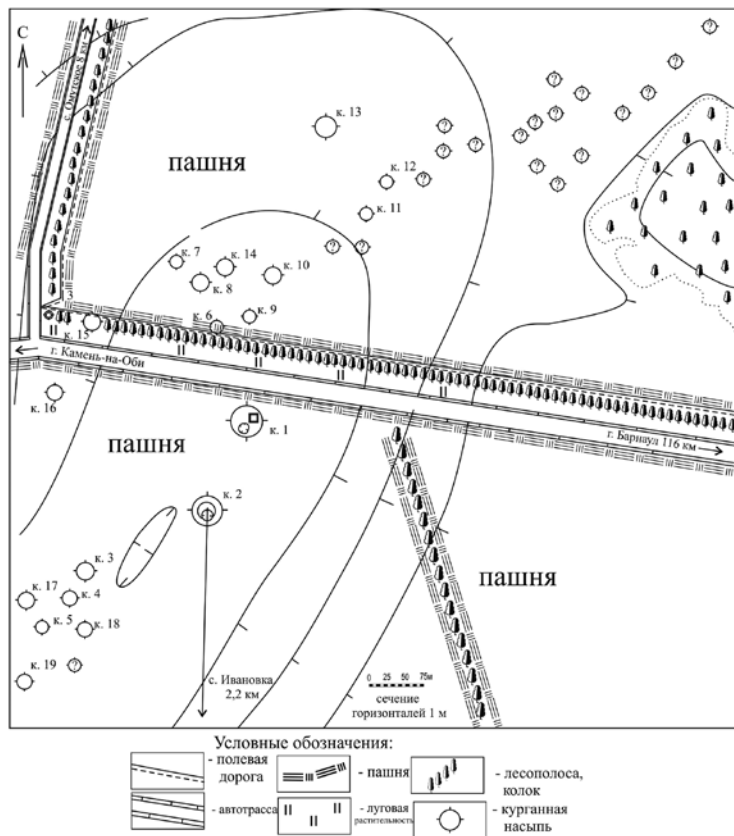 С
с. Омутское 8 км
к. 13
пашня
к. 12
к. 11
к. 7
к. 14
к. 10
к. 8
к. 9
к. 6
3
к. 15
г. Камень-на-Оби
к. 16
к. 1
пашня
г. Барнаул 116 км
к. 2
к. 3
пашня
к. 17
к. 4
к. 5
к. 18
к. 19
с. Ивановка
2,2 км
0 25 50 75м
сечение
горизонталей 1 м
? ? ? ? ? ? ? ? ? ? ? ? ? ? ? ? ? ? ?
Условные обозначения:
- полевая
дорога
- пашня
- лесополоса,
колок
- автотрасса
- луговая
растительность
- курганная
насыпь